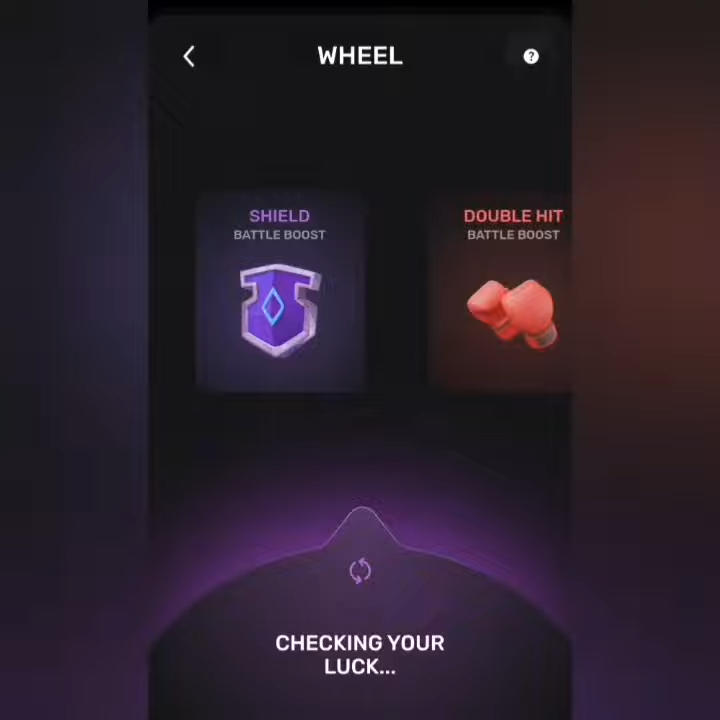 WHEEL
?
SHIELD
BATTLE BOOST
DOUBLE HIT
BATTLE BOOST
CHECKING YOUR
LUCK...